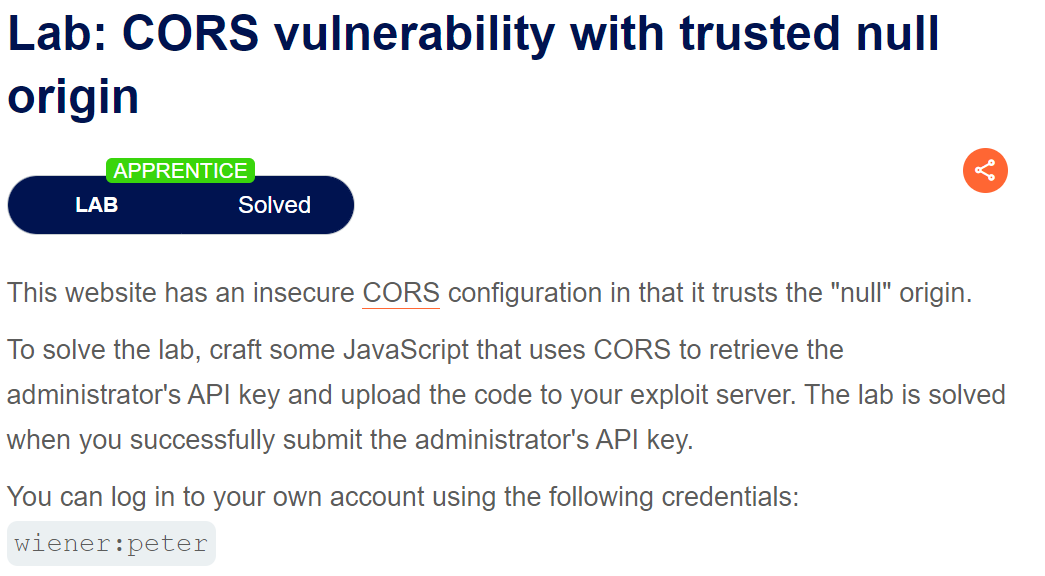 Lab: CORS vulnerability with trusted null
origin
APPRENTICE
LAB Solved
This website has an insecure CORS configuration in that it trusts the "null" origin.
To solve the lab, craft some JavaScript that uses CORS to retrieve the
administrator's API key and upload the code to your exploit server. The lab is solved
when you successfully submit the administrator's API key.
You can log in to your own account using the following credentials:
wiener:peter